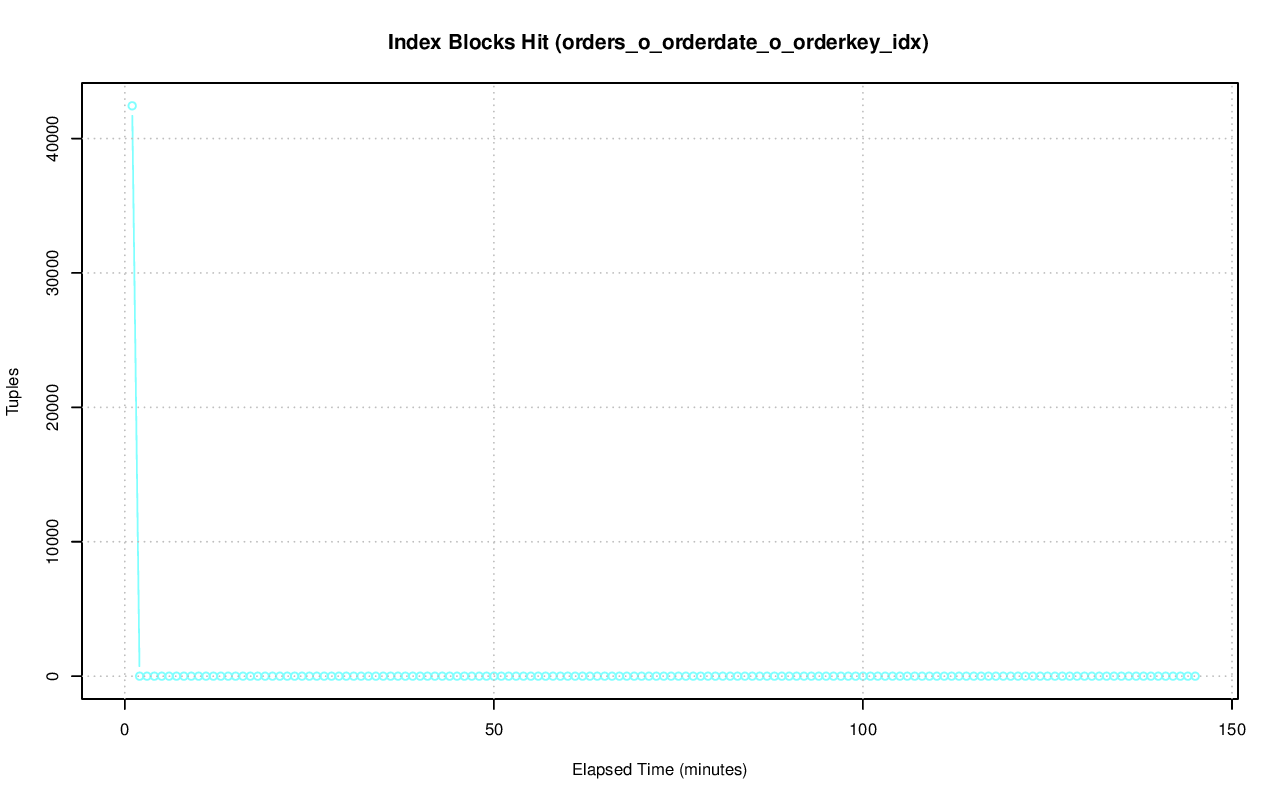 Index Blocks Hit (orders_o_orderdate_o_orderkey_idx)
Tuples
40000
30000
20000
10000
0
0 50 100 150
Elapsed Time (minutes)